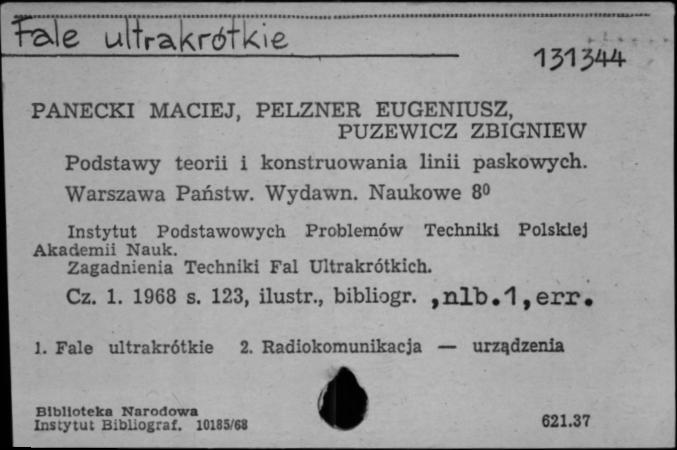 Fale ultrakrótkie
131344
PANECKI MACIEJ, PELZNER EUGENIUSZ,
PUZEWICZ ZBIGNIEW
Podstawy teorii i konstruowania linii paskowych.
Warszawa Państw. Wydawn. Naukowe 8⁰
Instytut Podstawowych Problemów Techniki Polskiej
Akademii Nauk.
Zagadnienia Techniki Fal Ultrakrótkich.
Cz. 1. 1968 s. 123, ilustr., bibliogr. ,nlb.1,err.
1. Fale ultrakrótkie 2. Radiokomunikacja — urządzenia
Biblioteka Narodowa
Instytut Bibliograf. 10185/68
621.37